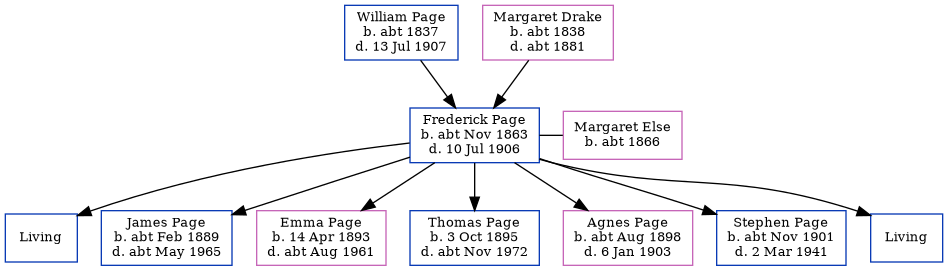 William Page
b. abt 1837
d. 13 Jul 1907
Margaret Drake
b. abt 1838
d. abt 1881
Frederick Page
b. abt Nov 1863
d. 10 Jul 1906
Margaret Else
b. abt 1866
Living
James Page
b. abt Feb 1889
d. abt May 1965
Emma Page
b. 14 Apr 1893
d. abt Aug 1961
Thomas Page
b. 3 Oct 1895
d. abt Nov 1972
Agnes Page
b. abt Aug 1898
d. 6 Jan 1903
Stephen Page
b. abt Nov 1901
d. 2 Mar 1941
Living